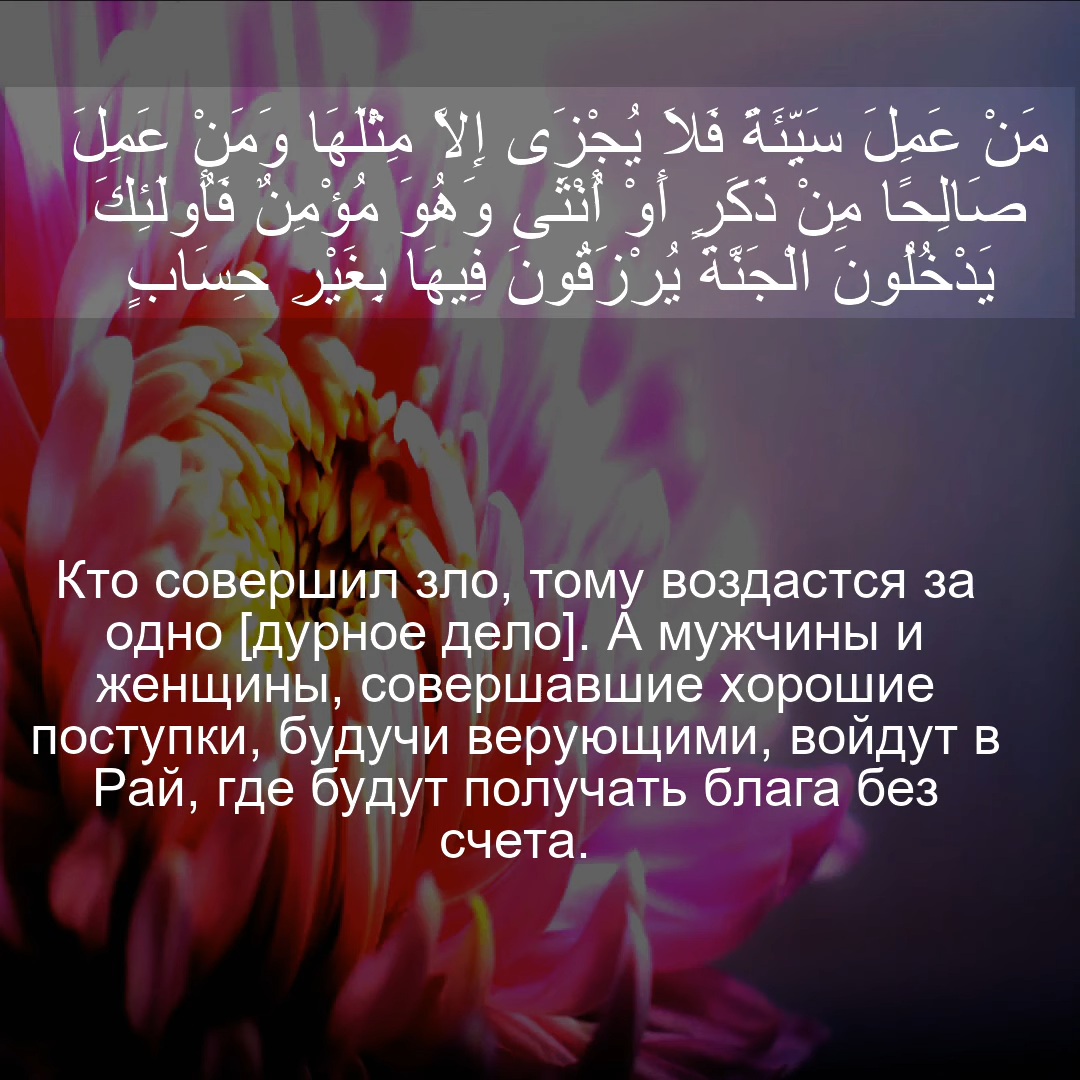 مَنْ عَمِلَ سَيِّئَةً فَلاَ يُجْزَى إِلاَّ مِثْلَهَا وَمَنْ عَمِلَ
صَالِحًا مِنْ ذَكَرٍ أَوْ أُنْثَى وَهُوَ مُؤْمِنٌ فَأُولَئِكَ
يَدْخُلُونَ الْجَنَّةَ يُرْزَقُونَ فِيهَا بِغَيْرِ حِسَابٍ
Кто совершил зло, тому воздастся за
одно [дурное дело]. А мужчины и
женщины, совершавшие хорошие
поступки, будучи верующими, войдут в
Рай, где будут получать блага без
счета.